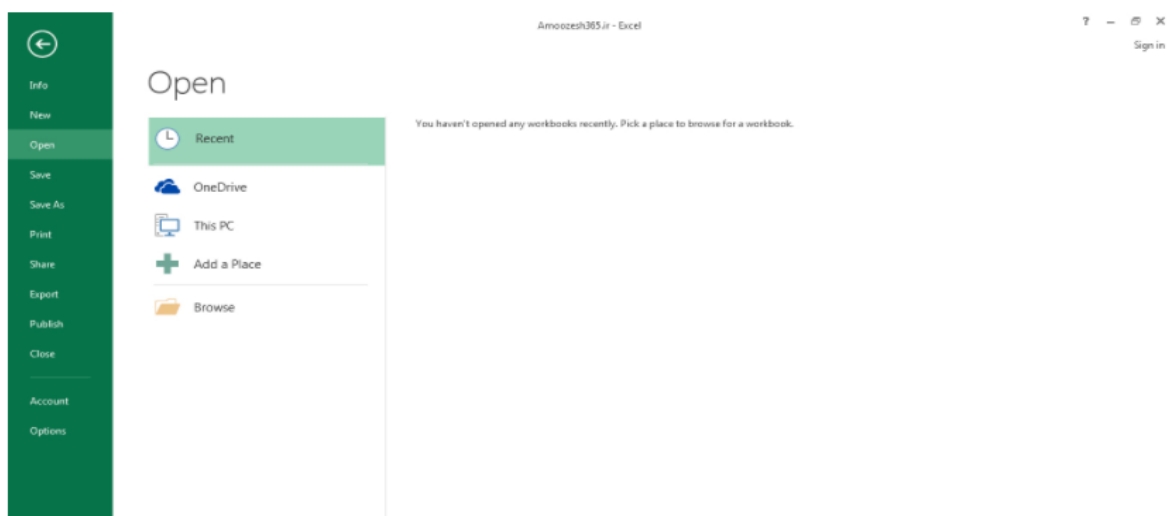 Amoozesh365.ir - Excel
? 
Sign in
Info
New
Open
Save
Save As
Print
Share
Export
Publish
Close
Account
Options
Open
Recent
OneDrive
This PC
Add a Place
Browse
You haven't opened any workbooks recently. Pick a place to browse for a workbook.